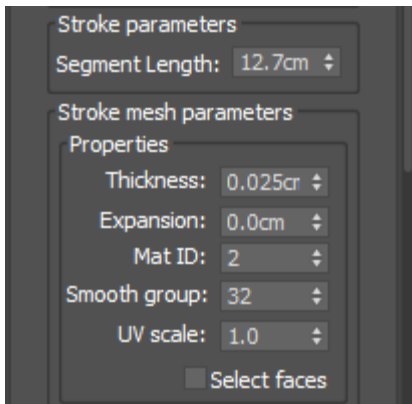 Stroke parameters
Segment Length: 12.7cm
Stroke mesh parameters
Properties
Thickness: 0.025cr
Expansion: 0.0cm
Mat ID: 2
Smooth group: 32
UV scale: 1.0
Select faces